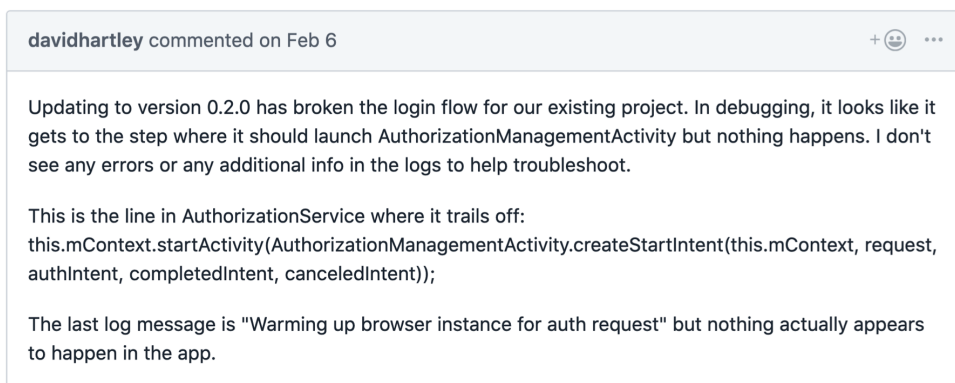 davidhartley commented on Feb 6
Updating to version 0.2.0 has broken the login flow for our existing project. In debugging, it looks like it
gets to the step where it should launch AuthorizationManagementActivity but nothing happens. I don't
see any errors or any additional info in the logs to help troubleshoot.
This is the line in AuthorizationService where it trails off:
this.mContext.startActivity(AuthorizationManagementActivity.createStartIntent(this.mContext, request,
authIntent, completedIntent, canceledIntent));
The last log message is "Warming up browser instance for auth request" but nothing actually appears
to happen in the app.